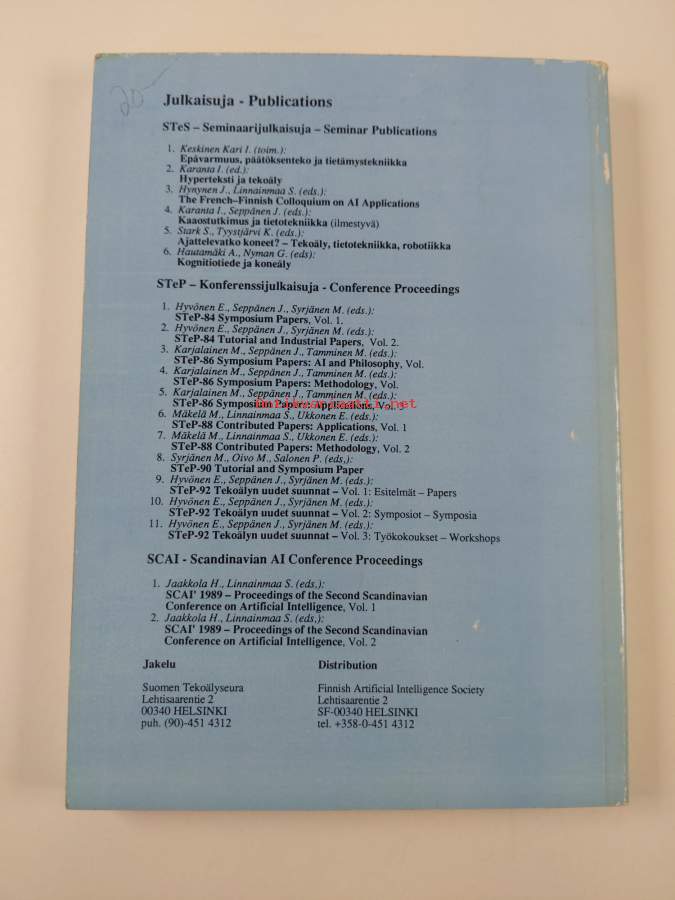 20-
Julkaisuja - Publications
STeS – Seminaarijulkaisuja – Seminar Publications
1. Keskinen Kari I. (toim.):
Epävarmuus, päätöksenteko ja tietämystekniikka
2. Karanta I. (ed.):
Hyperteksti ja tekoäly
3. Hynynen J., Linnainmaa S. (eds.):
The French–Finnish Colloquium on AI Applications
4. Karanta I., Seppänen J. (eds.):
Kaaostutkimus ja tietotekniikka (ilmestyvä)
5. Stark S., Tyystjärvi K. (eds.):
Ajattelevatko koneet? – Tekoäly, tietotekniikka, robotiikka
6. Hautamäki A., Nyman G. (eds):
Kognitiotiede ja koneäly
STeP – Konferenssijulkaisuja - Conference Proceedings
1. Hyvönen E., Seppänen J., Syrjänen M. (eds.):
STeP-84 Symposium Papers, Vol. 1.
2. Hyvönen E., Seppänen J., Syrjänen M. (eds.):
STeP-84 Tutorial and Industrial Papers, Vol. 2.
3. Karjalainen M., Seppänen J., Tamminen M. (eds.):
STeP-86 Symposium Papers: AI and Philosophy, Vol.
4. Karjalainen M., Seppänen J., Tamminen M. (eds.):
STeP-86 Symposium Papers: Methodology, Vol.
5. Karjalainen M., Seppänen J., Tamminen M. (eds.):
STeP-86 Symposium Papers: Applications, Vol.
6. Mäkelä M., Linnainmaa S., Ukkonen E. (eds.):
STeP-88 Contributed Papers: Applications, Vol. 1
7. Mäkelä M., Linnainmaa S., Ukkonen E. (eds.):
STeP-88 Contributed Papers: Methodology, Vol. 2
8. Syrjänen M., Oivo M., Salonen P. (eds,):
STeP-90 Tutorial and Symposium Paper
9. Hyvönen E., Seppänen J., Syrjänen M. (eds.):
STeP-92 Tekoälyn uudet suunnat – Vol. 1: Esitelmät – Papers
10. Hyvönen E., Seppänen J., Syrjänen M. (eds.):
STeP-92 Tekoälyn uudet suunnat – Vol. 2: Symposiot – Symposia
11. Hyvönen E., Seppänen J., Syrjänen M. (eds.):
STeP-92 Tekoälyn uudet suunnat – Vol. 3: Työkokoukset – Workshops
SCAI - Scandinavian AI Conference Proceedings
1. Jaakkola H., Linnainmaa S. (eds,):
SCAI' 1989 – Proceedings of the Second Scandinavian
Conference on Artificial Intelligence, Vol. 1
2. Jaakkola H., Linnainmaa S. (eds,):
SCAI' 1989 – Proceedings of the Second Scandinavian
Conference on Artificial Intelligence, Vol. 2
Jakelu
Suomen Tekoälyseura
Lehtisaarentie 2
00340 HELSINKI
puh. (90)-451 4312
Distribution
Finnish Artificial Intelligence Society
Lehtisaarentie 2
SF-00340 HELSINKI
tel. +358-0-451 4312